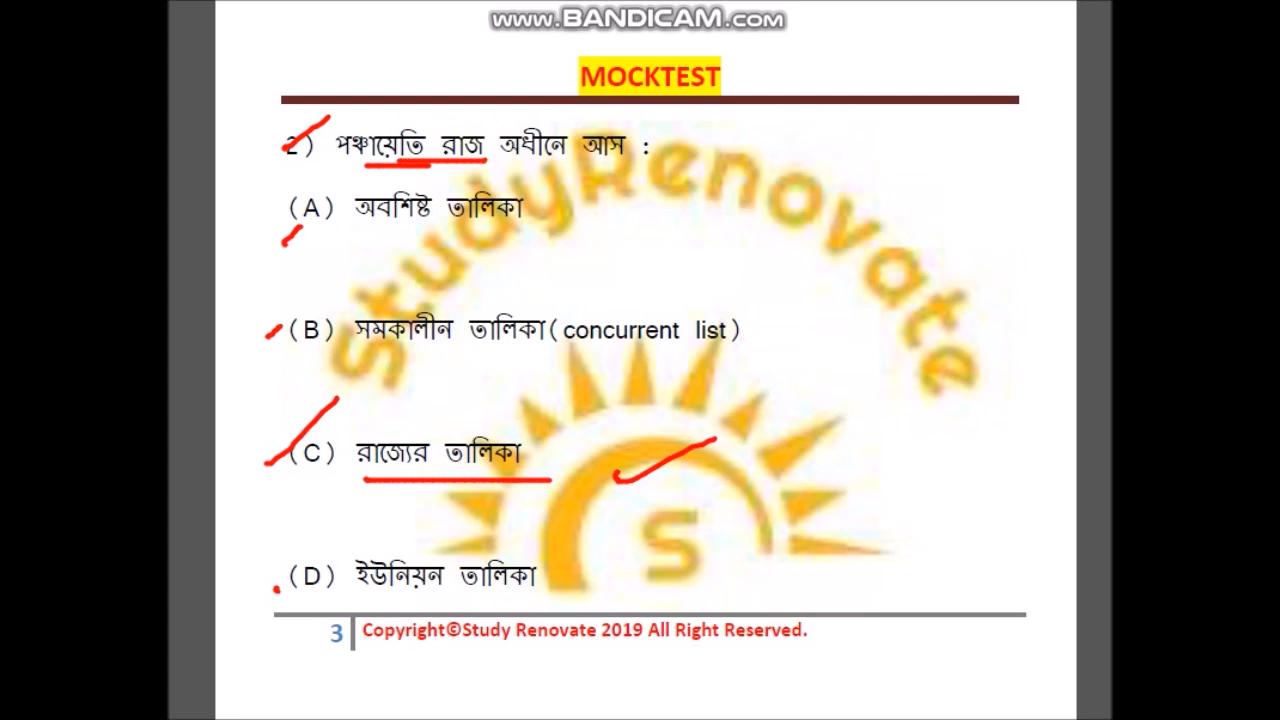 www.BANDICAM.com
MOCKTEST
2) পঞ্চায়েতি রাজ অধীনে আস :
(A) অবশিষ্ট তালিকা
(B) সমকালীন তালিকা(concurrent list)
(C) রাজ্যের তালিকা
(D) ইউনিয়ন তালিকা
StudyRenovate
S
3 Copyright©Study Renovate 2019 All Right Reserved.